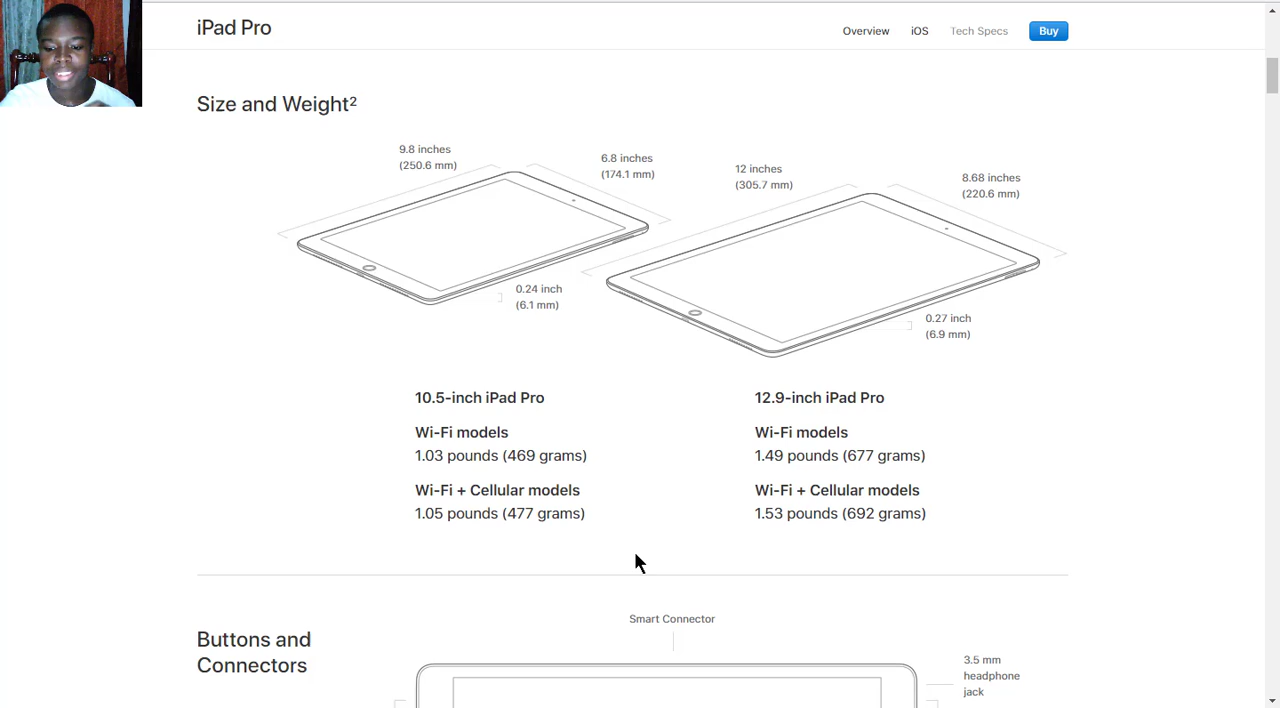 iPad Pro
Overview
iOS
Tech Specs
Buy
Size and Weight²
9.8 inches
(250.6 mm)
6.8 inches
(174.1 mm)
12 inches
(305.7 mm)
8.68 inches
(220.6 mm)
0.24 inch
(6.1 mm)
0.27 inch
(6.9 mm)
10.5-inch iPad Pro
Wi-Fi models
1.03 pounds (469 grams)
Wi-Fi + Cellular models
1.05 pounds (477 grams)
12.9-inch iPad Pro
Wi-Fi models
1.49 pounds (677 grams)
Wi-Fi + Cellular models
1.53 pounds (692 grams)
Buttons and
Connectors
Smart Connector
3.5 mm
headphone
jack